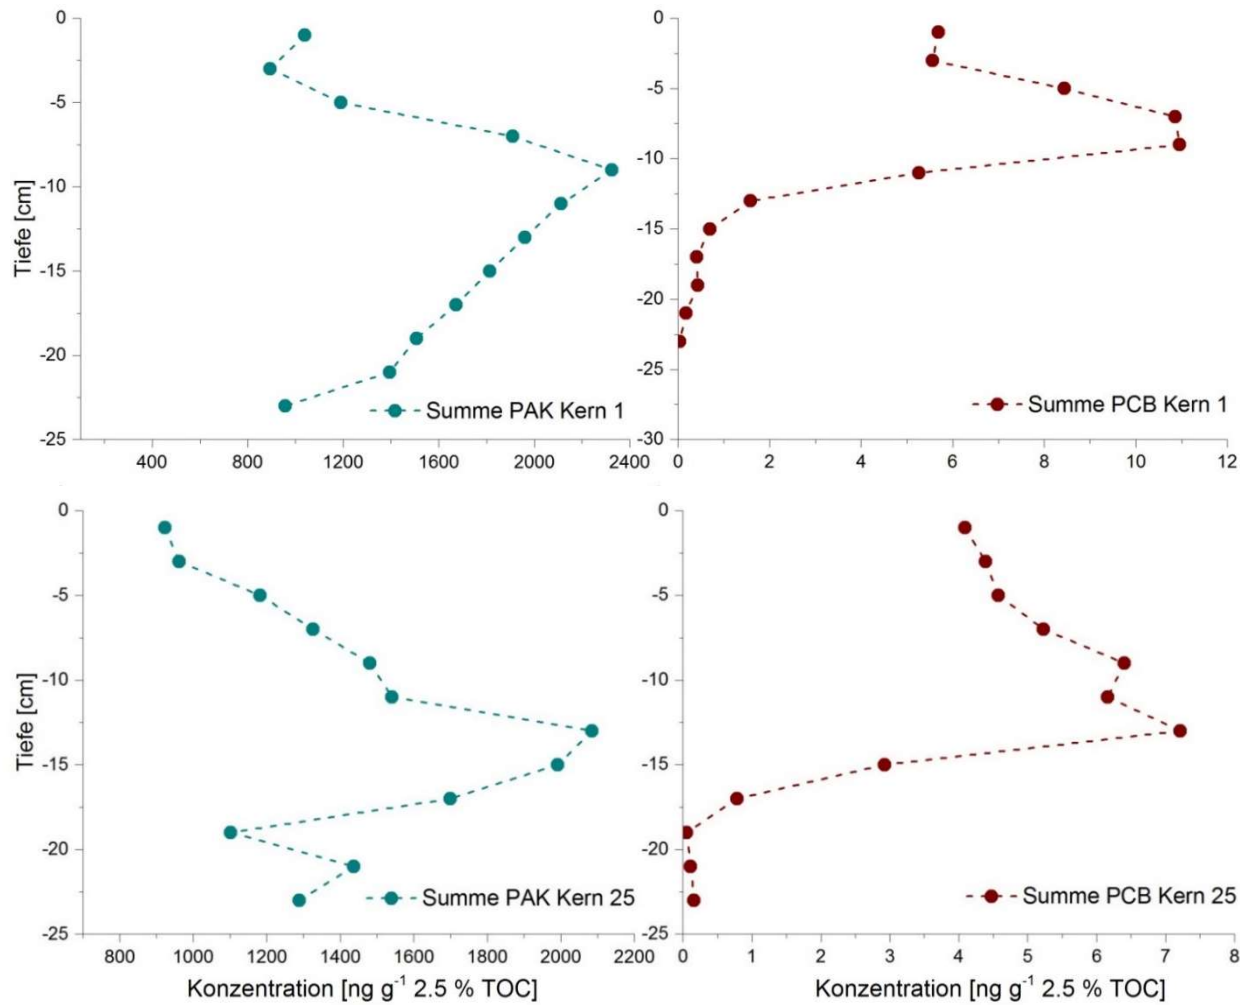 0
-5
-10
-15
-20
-25
Tiefe [cm]
400 800 1200 1600 2000 2400
Summe PAK Kern 1
0
-5
-10
-15
-20
-25
-30
0 2 4 6 8 10 12
Summe PCB Kern 1
0
-5
-10
-15
-20
-25
Tiefe [cm]
800 1000 1200 1400 1600 1800 2000 2200
Summe PAK Kern 25
Konzentration [ng g⁻¹ 2.5 % TOC]
0
-5
-10
-15
-20
-25
0 1 2 3 4 5 6 7 8
Summe PCB Kern 25
Konzentration [ng g⁻¹ 2.5 % TOC]